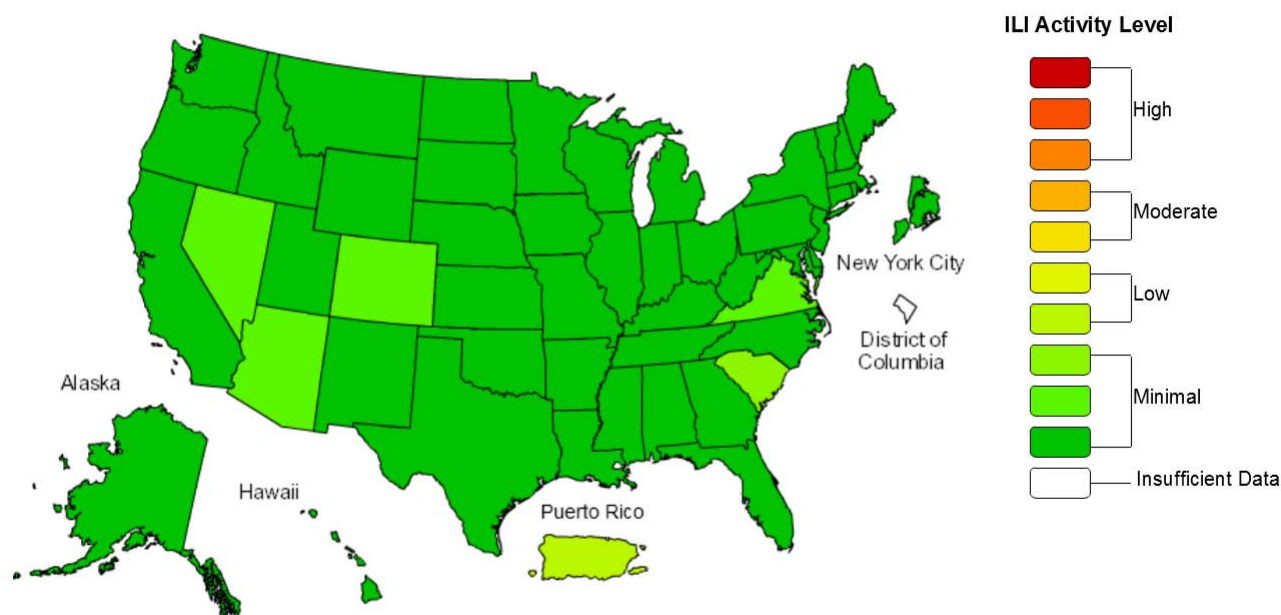 ILI Activity Level
High
Moderate
Low
Minimal
Insufficient Data
New York City
District of
Columbia
Alaska
Hawaii
Puerto Rico